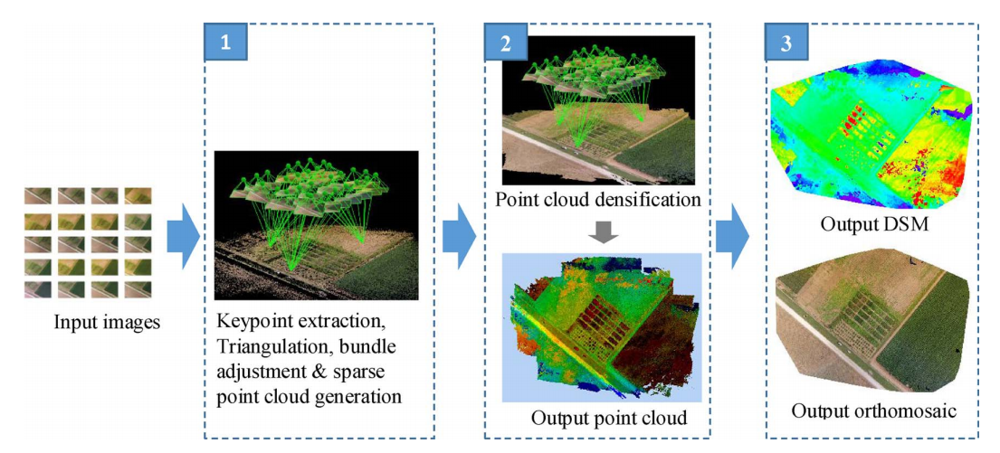 1
2
3
Input images
Keypoint extraction,
Triangulation, bundle
adjustment & sparse
point cloud generation
Point cloud densification
Output point cloud
Output DSM
Output orthomosaic